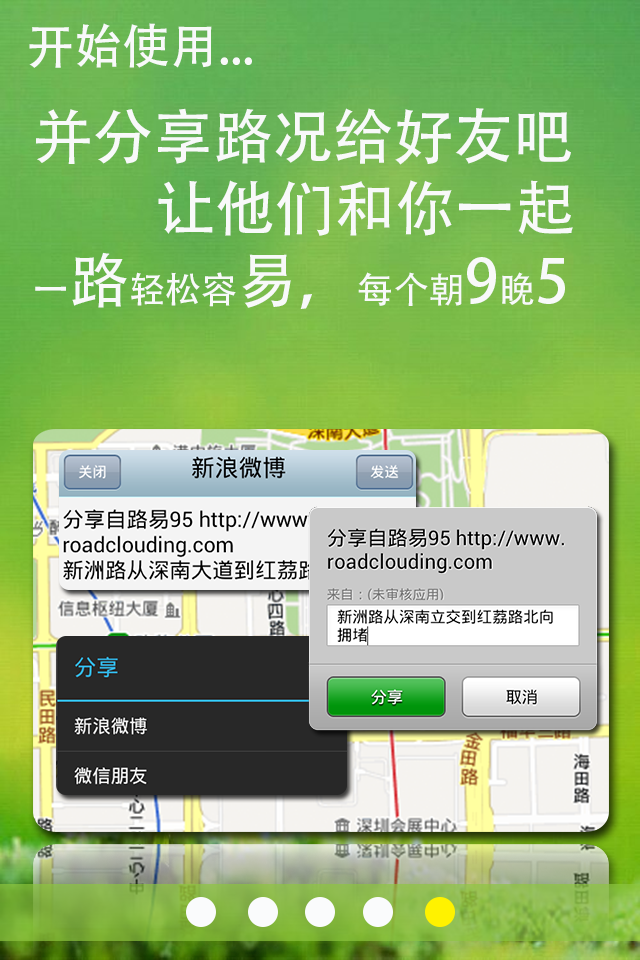 开始使用...
并分享路况给好友吧
让他们和你一起
一路轻松容易，每个朝9晚5
深南大道
关闭
新浪微博
发送
分享自路易95 http://www
roadclouding.com
新洲路从深南大道到红荔路
分享自路易95 http://www.
roadclouding.com
来自：(未审核应用)
新洲路从深南立交到红荔路北向
拥堵
分享
取消
信息枢纽大厦
心四路
分享
新浪微博
微信朋友
民田路
金田路
海田路
心二
深圳会展中心